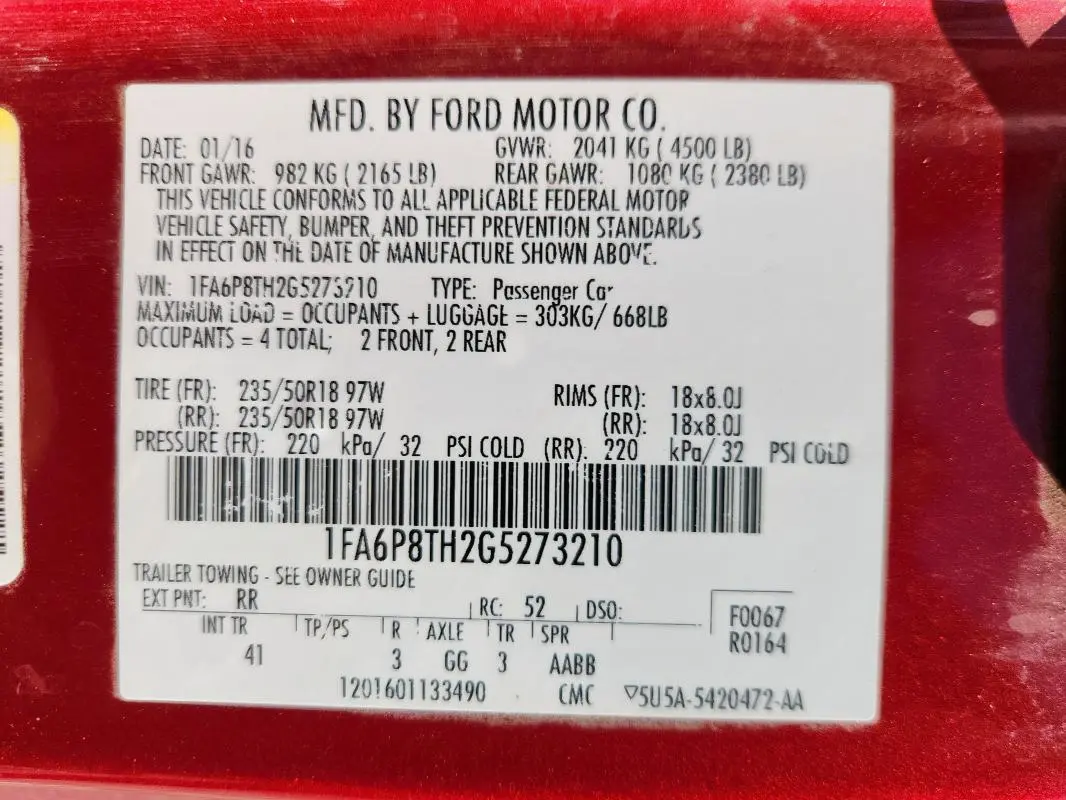 MFD. BY FORD MOTOR CO.
DATE: 01/16 GVWR: 2041 KG ( 4500 LB)
FRONT GAWR: 982 KG ( 2165 LB) REAR GAWR: 1080 KG ( 2380 LB)
THIS VEHICLE CONFORMS TO ALL APPLICABLE FEDERAL MOTOR
VEHICLE SAFETY, BUMPER, AND THEFT PREVENTION STANDARDS
IN EFFECT ON THE DATE OF MANUFACTURE SHOWN ABOVE.
VIN: 1FA6P8TH2G5273210 TYPE: Passenger Car
MAXIMUM LOAD = OCCUPANTS + LUGGAGE = 303KG/ 668LB
OCCUPANTS = 4 TOTAL; 2 FRONT, 2 REAR
TIRE (FR): 235/50R18 97W RIMS (FR): 18x8.0J
(RR): 235/50R18 97W (RR): 18x8.0J
PRESSURE (FR): 220 kPa/ 32 PSI COLD (RR): 220 kPa/ 32 PSI COLD
1FA6P8TH2G5273210
TRAILER TOWING - SEE OWNER GUIDE
EXT PNT: RR RC: 52 DSO: F0067
R0164
INT TR TP/PS R AXLE TR SPR
41 3 GG 3 AABB
1201601133490 CMC ▽5U5A-5420472-AA